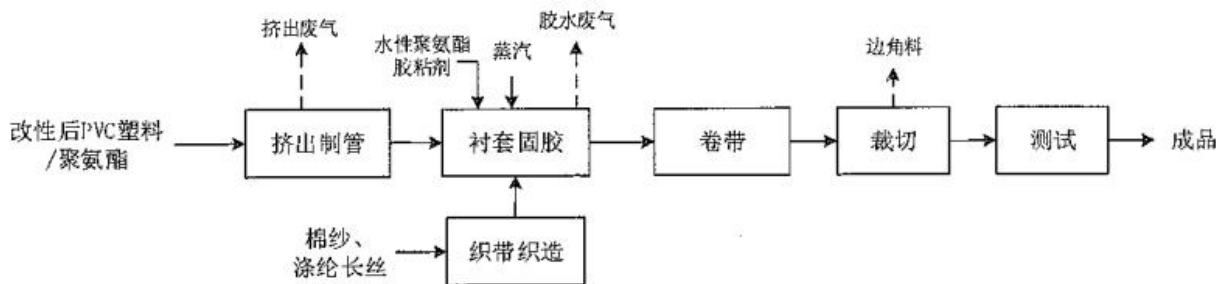 挤出废气
水性聚氨酯
胶粘剂
蒸汽
胶水废气
边角料
改性后PVC塑料
/聚氨酯
挤出制管
衬套固胶
卷带
裁切
测试
成品
棉纱、
涤纶长丝
织带织造